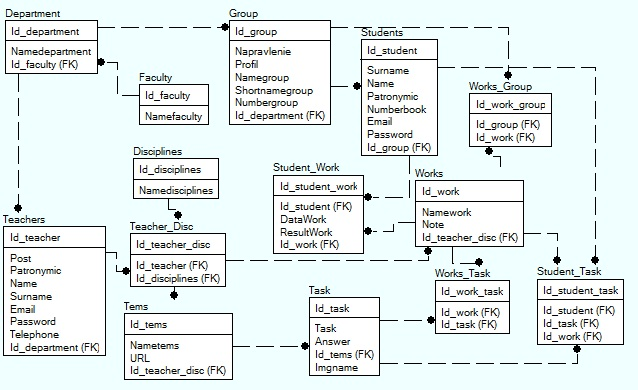 Department
Id_department
Namedepartment
Id_faculty (FK)
Group
Id_group
Napravlenie
Profil
Namegroup
Shortnamegroup
Numbergroup
Id_department (FK)
Students
Id_student
Surname
Name
Patronymic
Numberbook
Email
Password
Id_group (FK)
Works_Group
Id_work_group
Id_group (FK)
Id_work (FK)
Faculty
Id_faculty
Namefaculty
Disciplines
Id_disciplines
Namedisciplines
Student_Work
Id_student_work
Id_student (FK)
DataWork
ResultWork
Id_work (FK)
Works
Id_work
Namework
Note
Id_teacher_disc (FK)
Teachers
Id_teacher
Post
Patronymic
Name
Surname
Email
Password
Telephone
Id_department (FK)
Teacher_Disc
Id_teacher_disc
Id_teacher (FK)
Id_disciplines (FK)
Works_Task
Id_work_task
Id_work (FK)
Id_task (FK)
Student_Task
Id_student_task
Id_student (FK)
Id_task (FK)
Id_work (FK)
Tems
Id_tems
Nametems
URL
Id_teacher_disc (FK)
Task
Id_task
Task
Answer
Id_tems (FK)
Imgname